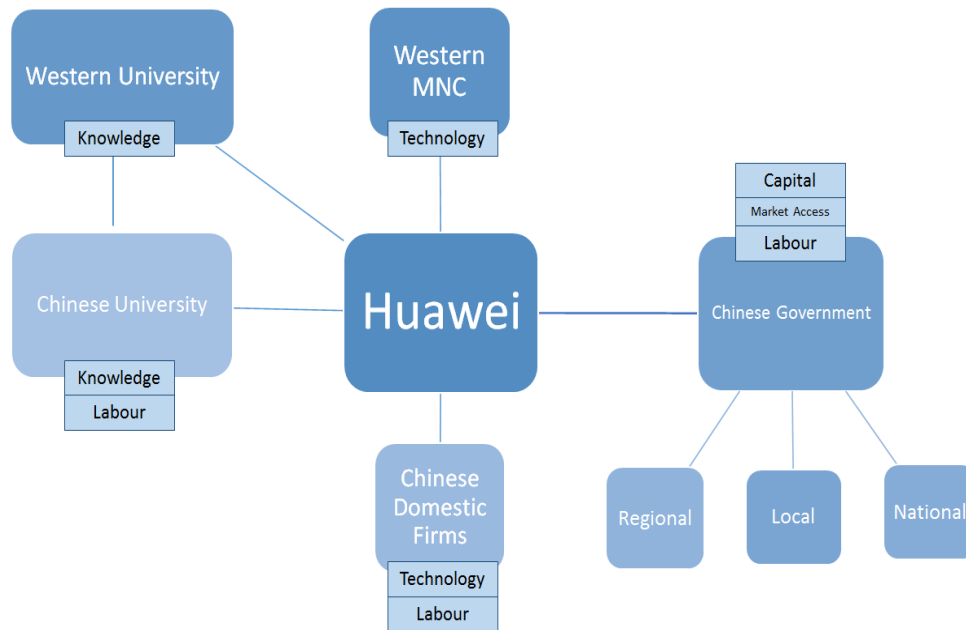 Western University
Knowledge
Western
MNC
Technology
Capital
Market Access
Labour
Chinese University
Knowledge
Labour
Huawei
Chinese Government
Chinese
Domestic
Firms
Technology
Labour
Regional
Local
National